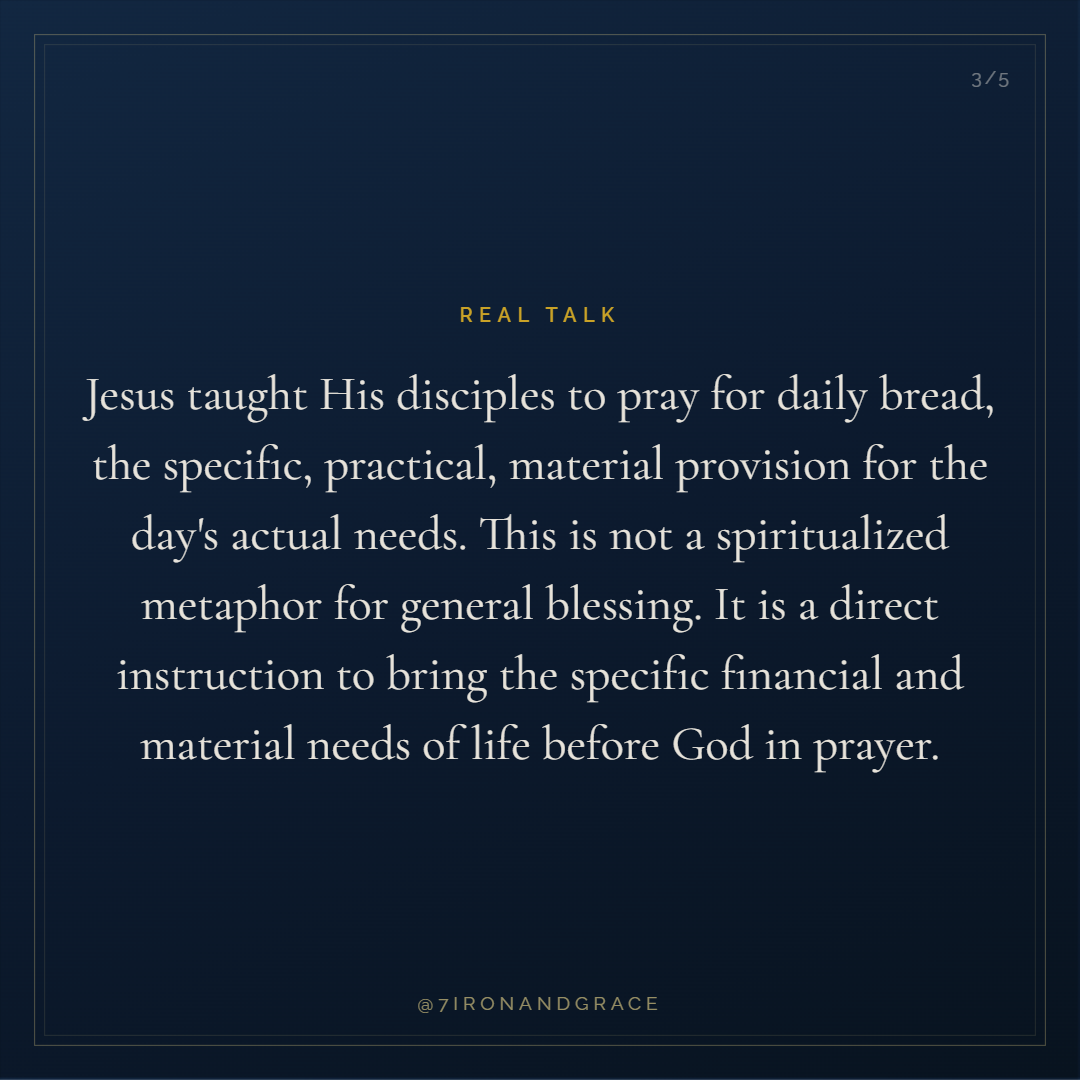 3/5
REAL TALK
Jesus taught His disciples to pray for daily bread,
the specific, practical, material provision for the
day's actual needs. This is not a spiritualized
metaphor for general blessing. It is a direct
instruction to bring the specific financial and
material needs of life before God in prayer.
@7IRONANDGRACE